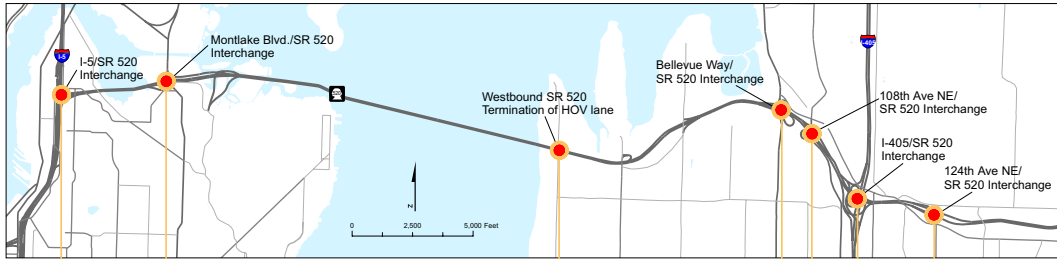 Montlake Blvd./SR 520
Interchange
I-5
I-5/SR 520
Interchange
520
Westbound SR 520
Termination of HOV lane
Bellevue Way/
SR 520 Interchange
I-405
108th Ave NE/
SR 520 Interchange
I-405/SR 520
Interchange
124th Ave NE/
SR 520 Interchange
N
0 2,500 5,000 Feet